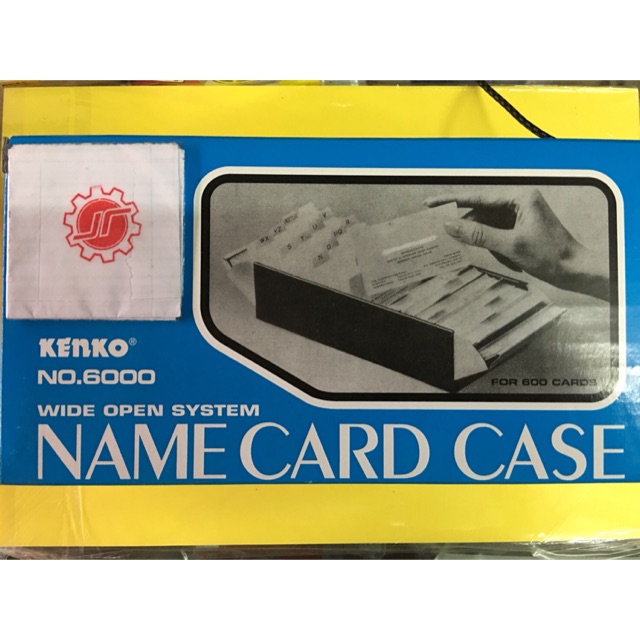 KENKO®
NO.6000
WIDE OPEN SYSTEM
NAME CARD CASE
FOR 600 CARDS